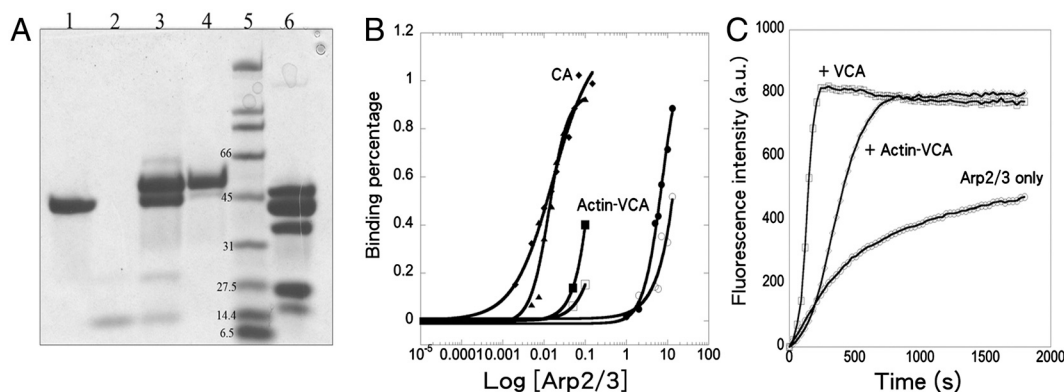 A
1 2 3 4 5 6
66
45
31
27.5
14.4
6.5
B
1.2
1
0.8
0.6
0.4
0.2
0
CA
Actin-VCA
Binding percentage
10-5 0.0001 0.001 0.01 0.1 1 10 100
Log [Arp2/3]
C
1000
800
600
400
200
0
+ VCA
+ Actin-VCA
Arp2/3 only
Fluorescence intensity (a.u.)
0 500 1000 1500 2000
Time (s)